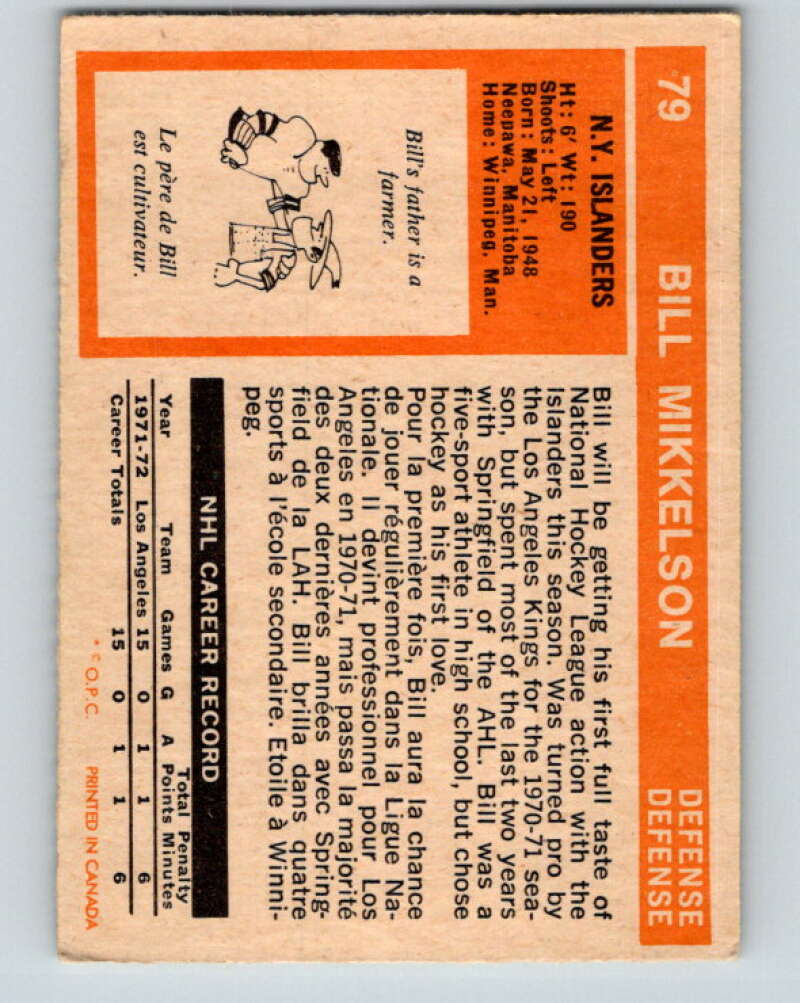 79 BILL MIKKELSON DEFENSE
DEFENSE
N.Y. ISLANDERS
Ht: 6' Wt: 190
Shoots: Left
Born: May 21, 1948
Neepawa, Manitoba
Home: Winnipeg, Man.
Bill's father is a
farmer.
Le père de Bill
est cultivateur.
Bill will be getting his first full taste of
National Hockey League action with the
Islanders this season. Was turned pro by
the Los Angeles Kings for the 1970-71 sea-
son, but spent most of the last two years
with Springfield of the AHL. Bill was a
five-sport athlete in high school, but chose
hockey as his first love.
Pour la première fois, Bill aura la chance
de jouer régulièrement dans la Ligue Na-
tionale. Il devint professionnel pour Los
Angeles en 1970-71, mais passa la majorité
des deux dernières années avec Spring-
field de la LAH. Bill brilla dans quatre
sports à l'école secondaire. Etoile à Winni-
peg.
NHL CAREER RECORD
Total Penalty
Year Team Games G A Points Minutes
1971-72 Los Angeles 15 0 1 1 6
Career Totals 15 0 1 1 6
* © O.P.C. PRINTED IN CANADA